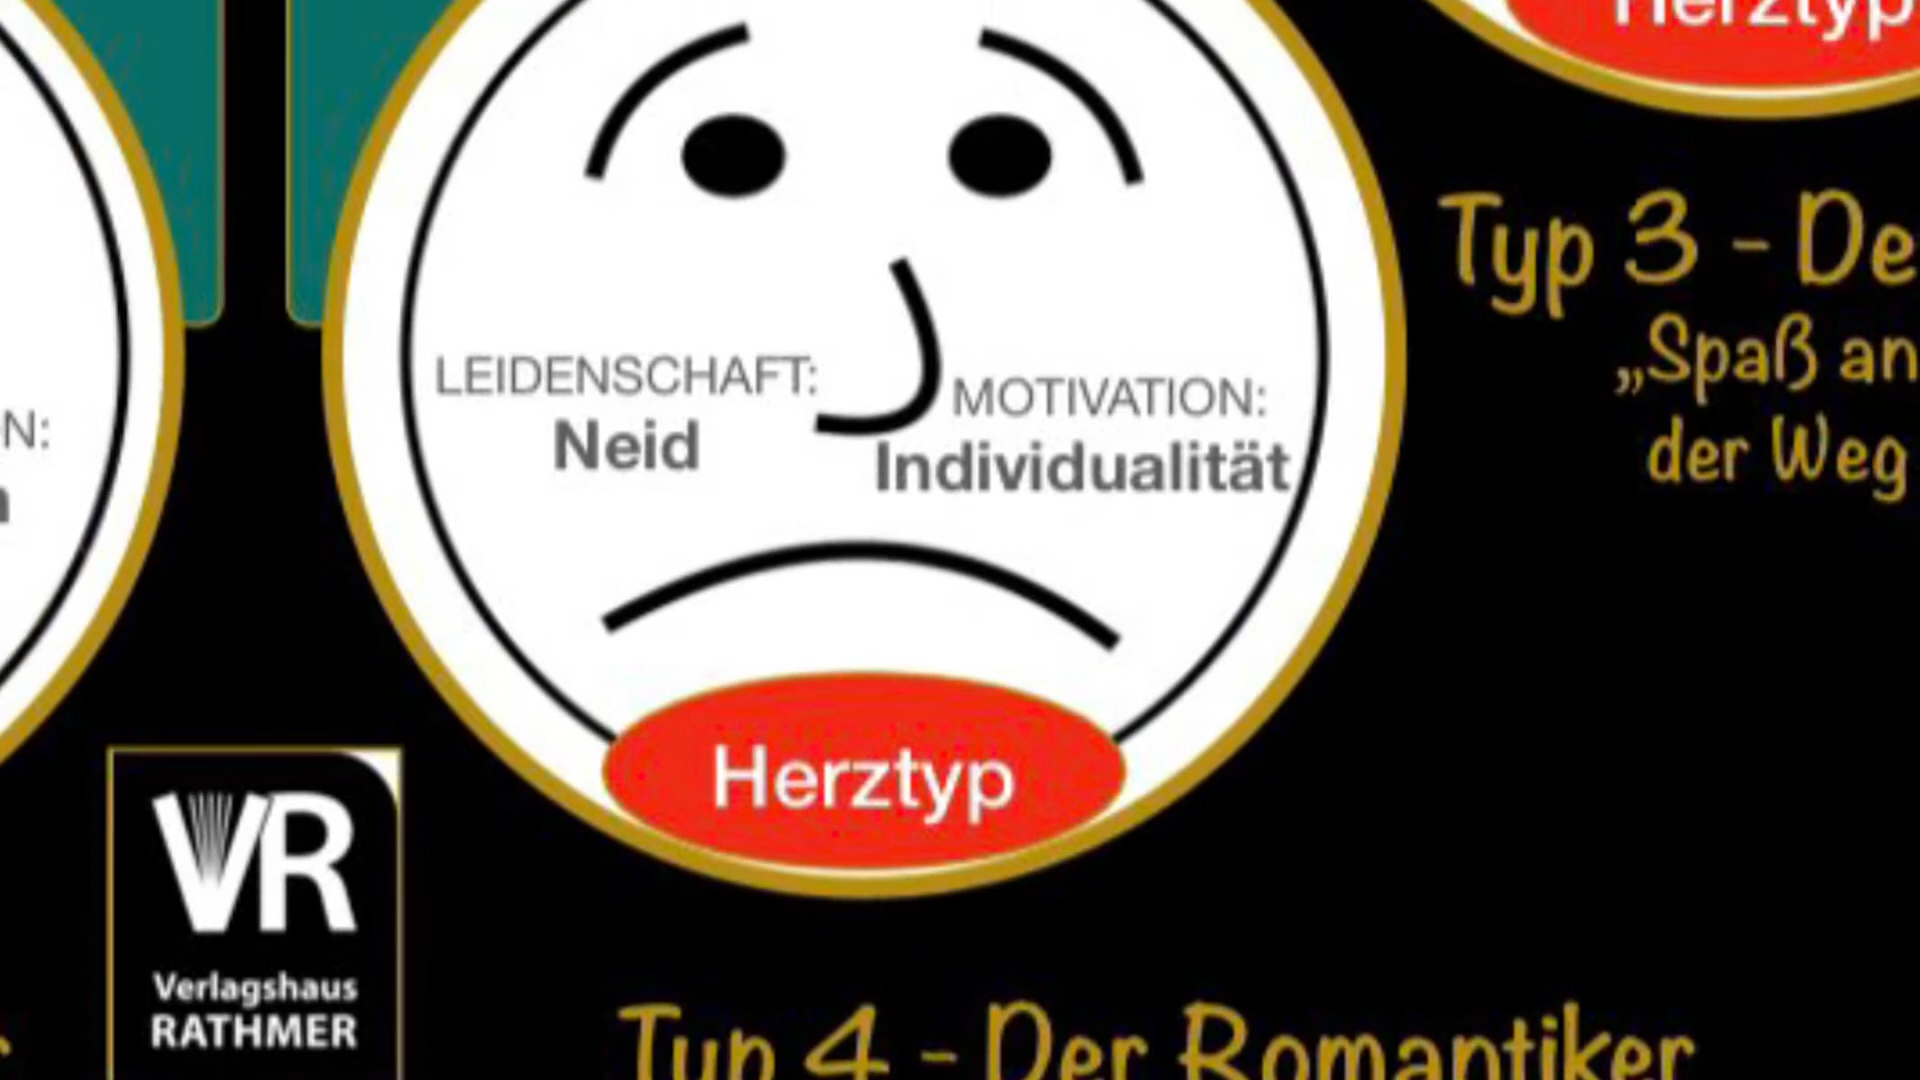 Herztyp
Typ 3 - De
„Spaß an
der Weg
LEIDENSCHAFT:
Neid
MOTIVATION:
Individualität
N:
Herztyp
VR
Verlagshaus
RATHMER
Typ 4 - Der Romantiker